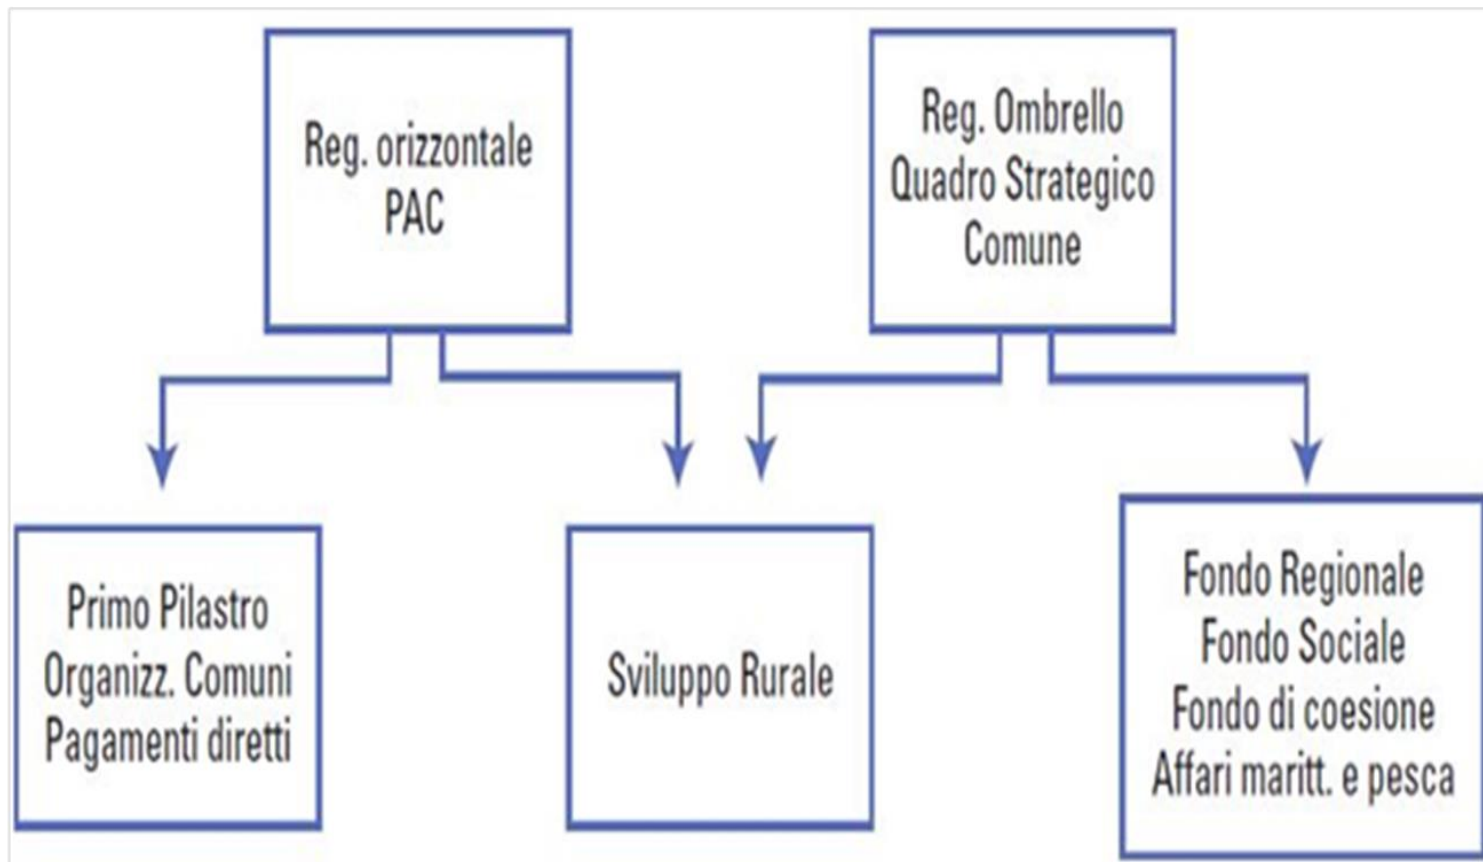 Reg. orizzontale
PAC
Reg. Ombrello
Quadro Strategico
Comune
Primo Pilastro
Organizz. Comuni
Pagamenti diretti
Sviluppo Rurale
Fondo Regionale
Fondo Sociale
Fondo di coesione
Affari maritt. e pesca